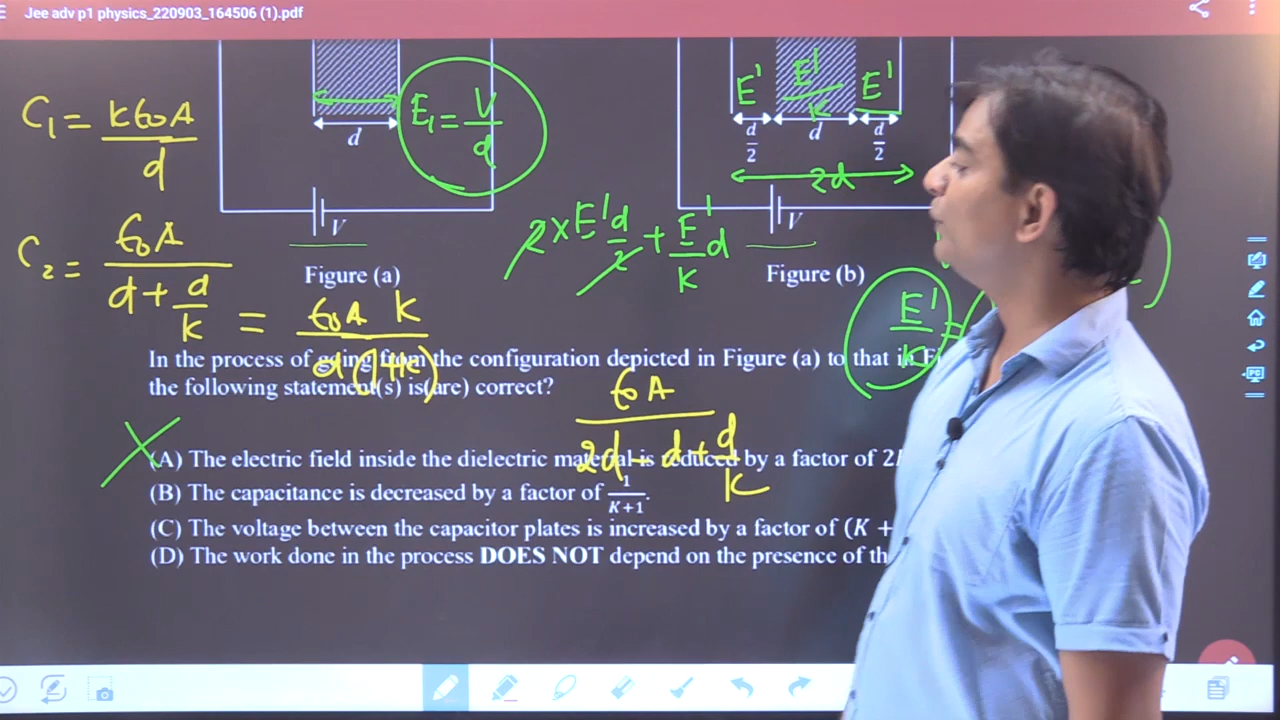 Jee adv p1 physics_220903_164506 (1).pdf
C₁ = kε₀A / d
E₁ = V / d
d
V
Figure (a)
E' E'/K E'
d/2 d d/2
2d
V
Figure (b)
C₂ = ε₀A / (d + d/k) = ε₀A k / d(1+k)
2 × E' d/2 + E'/k d
E'/K =
In the process of going from the configuration depicted in Figure (a) to that in
the following statement(s) is(are) correct?
ε₀A / (2d - d + d/k)
(A) The electric field inside the dielectric material is reduced by a factor of 2
(B) The capacitance is decreased by a factor of 1/(K+1).
(C) The voltage between the capacitor plates is increased by a factor of (K +
(D) The work done in the process DOES NOT depend on the presence of